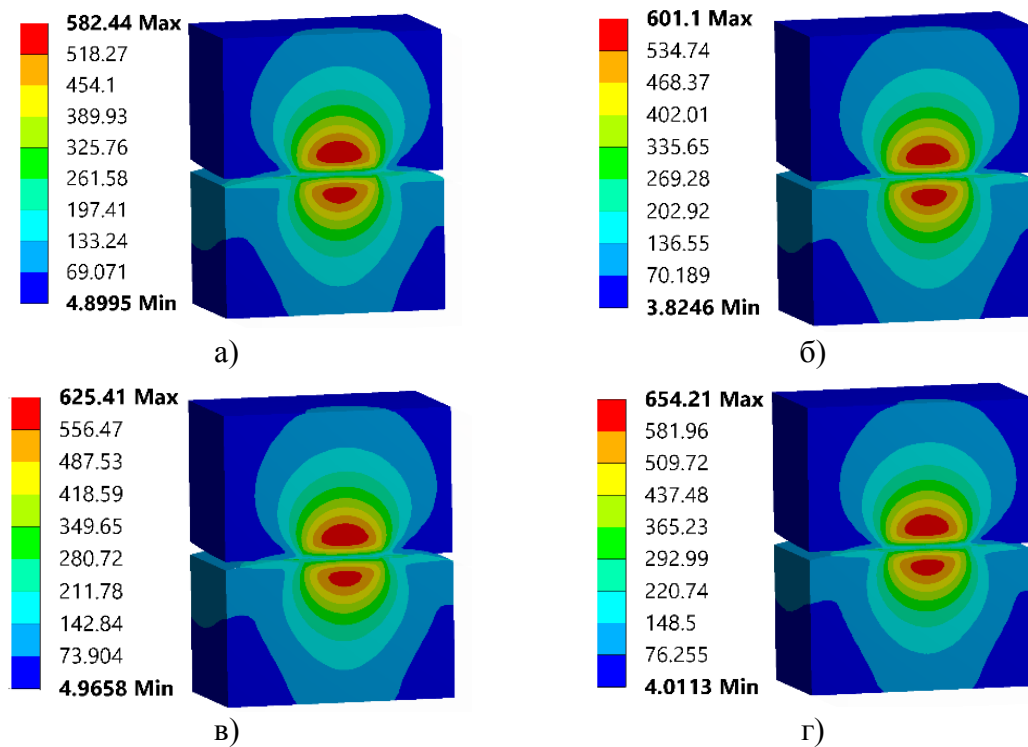 582.44 Max
518.27
454.1
389.93
325.76
261.58
197.41
133.24
69.071
4.8995 Min
а)
601.1 Max
534.74
468.37
402.01
335.65
269.28
202.92
136.55
70.189
3.8246 Min
б)
625.41 Max
556.47
487.53
418.59
349.65
280.72
211.78
142.84
73.904
4.9658 Min
в)
654.21 Max
581.96
509.72
437.48
365.23
292.99
220.74
148.5
76.255
4.0113 Min
г)